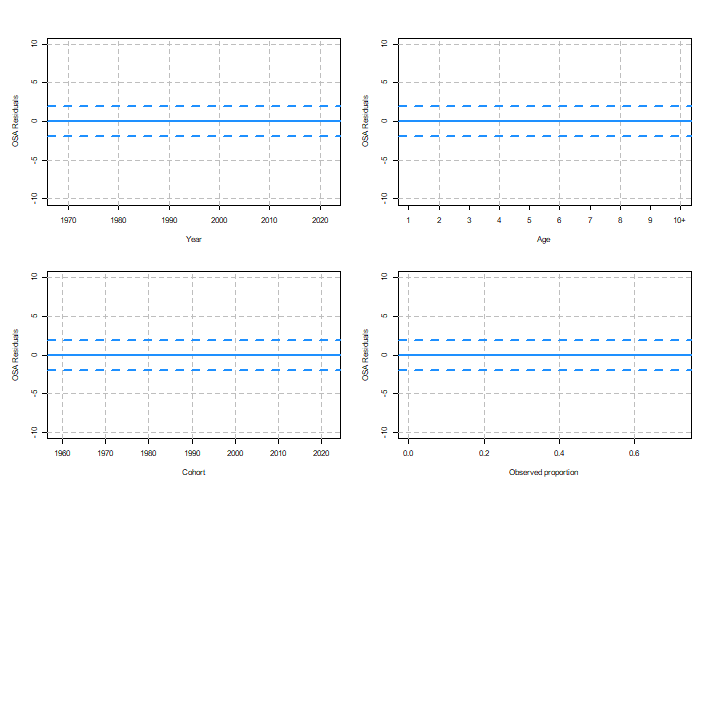 OSA Residuals
10
5
0
-5
-10
1970 1980 1990 2000 2010 2020
Year
OSA Residuals
10
5
0
-5
-10
1 2 3 4 5 6 7 8 9 10+
Age
OSA Residuals
10
5
0
-5
-10
1960 1970 1980 1990 2000 2010 2020
Cohort
OSA Residuals
10
5
0
-5
-10
0.0 0.2 0.4 0.6
Observed proportion